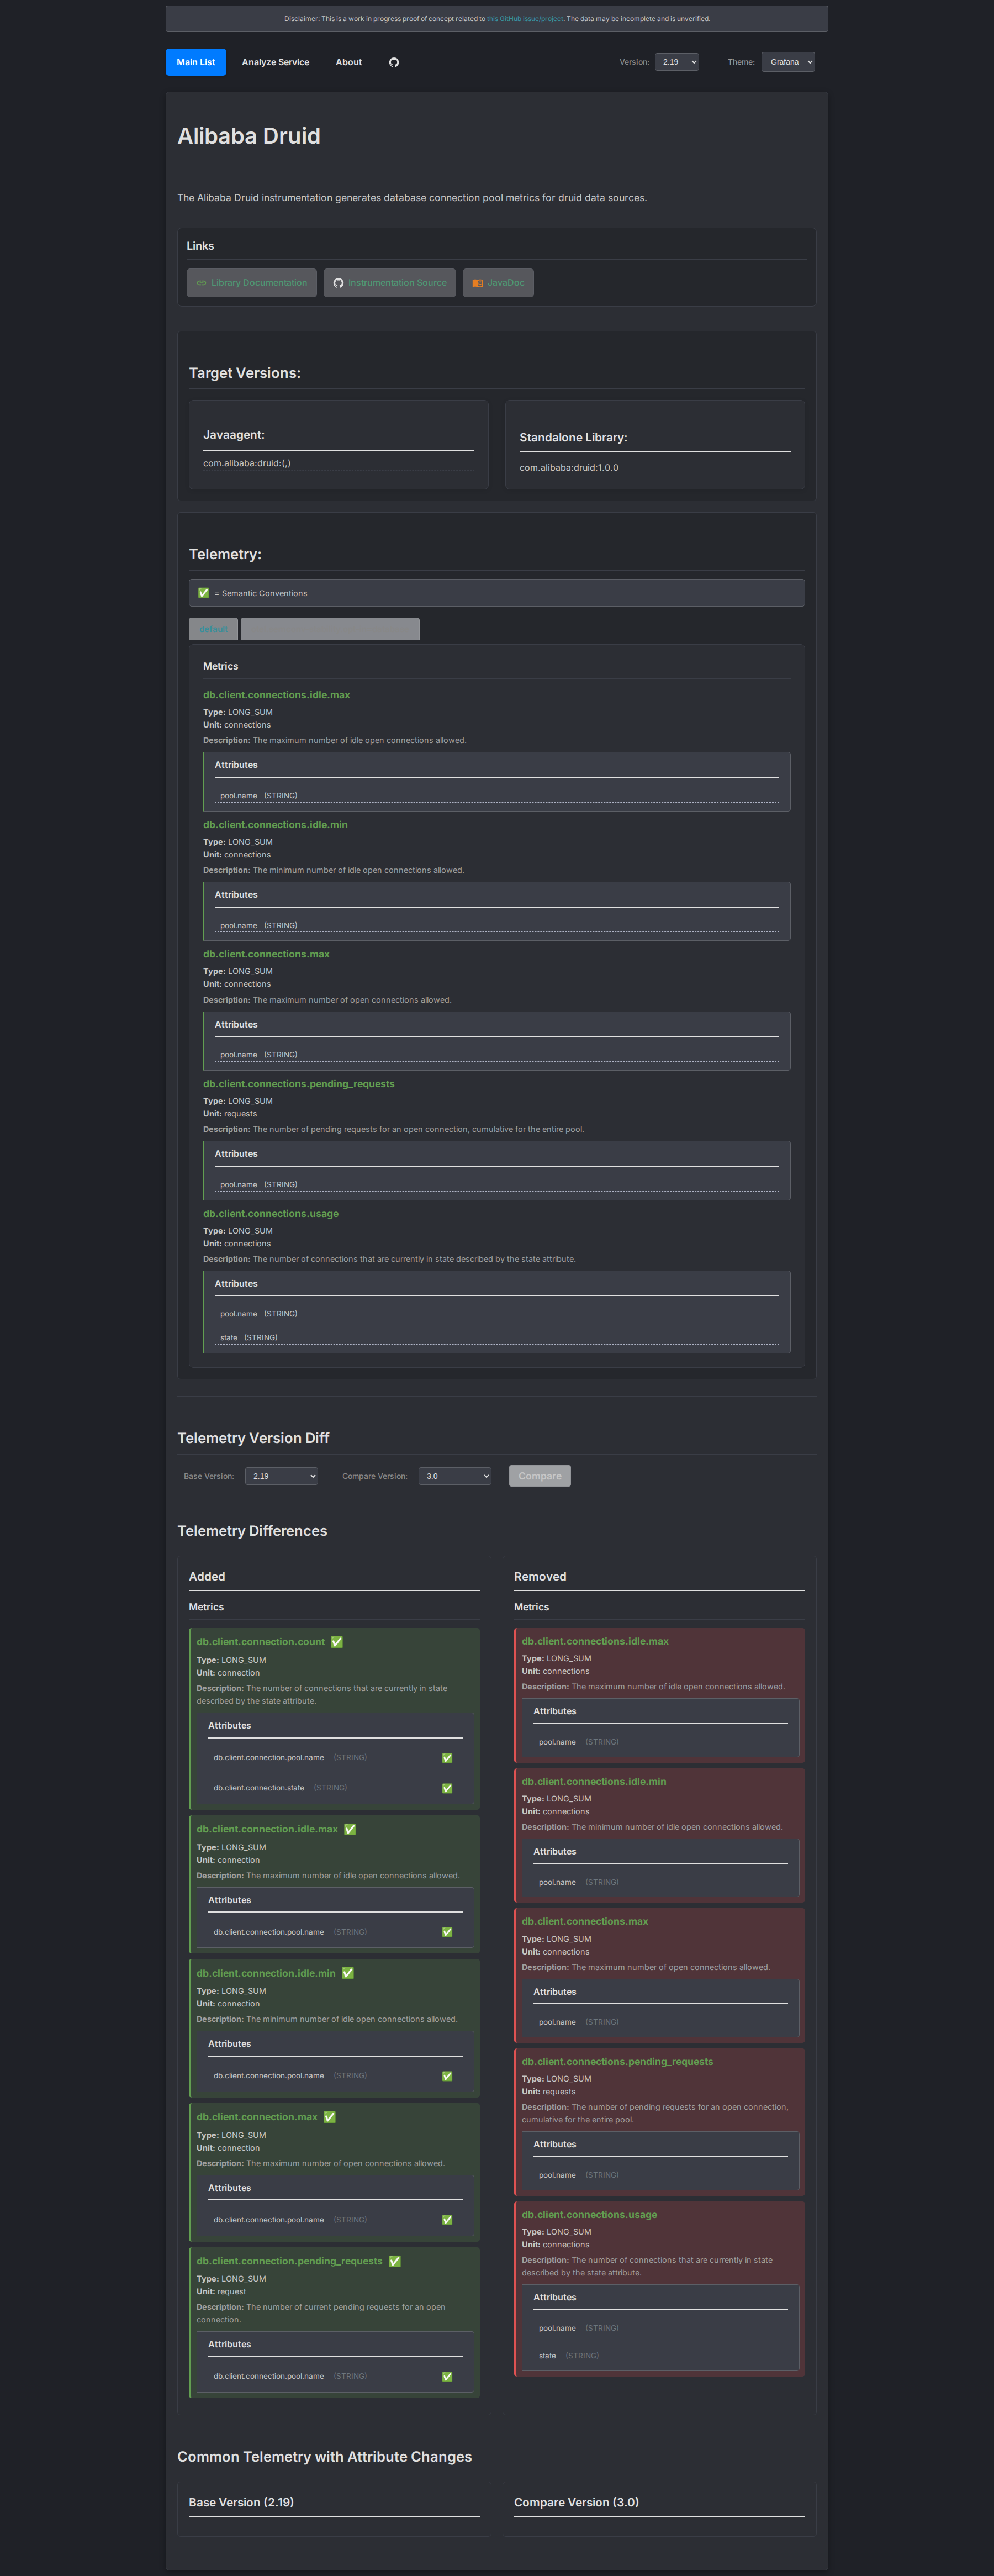 Disclaimer: This is a work in progress proof of concept related to this GitHub issue/project. The data may be incomplete and is unverified.
Main List Analyze Service About Version: 2.19 Theme: Grafana
Alibaba Druid
The Alibaba Druid instrumentation generates database connection pool metrics for druid data sources.
Links
Library Documentation Instrumentation Source JavaDoc
Target Versions:
Javaagent:
com.alibaba:druid:(,)
Standalone Library:
com.alibaba:druid:1.0.0
Telemetry:
✅ = Semantic Conventions
default
Metrics
db.client.connections.idle.max
Type: LONG_SUM
Unit: connections
Description: The maximum number of idle open connections allowed.
Attributes
pool.name (STRING)
db.client.connections.idle.min
Type: LONG_SUM
Unit: connections
Description: The minimum number of idle open connections allowed.
Attributes
pool.name (STRING)
db.client.connections.max
Type: LONG_SUM
Unit: connections
Description: The maximum number of open connections allowed.
Attributes
pool.name (STRING)
db.client.connections.pending_requests
Type: LONG_SUM
Unit: requests
Description: The number of pending requests for an open connection, cumulative for the entire pool.
Attributes
pool.name (STRING)
db.client.connections.usage
Type: LONG_SUM
Unit: connections
Description: The number of connections that are currently in state described by the state attribute.
Attributes
pool.name (STRING)
state (STRING)
Telemetry Version Diff
Base Version: 2.19 Compare Version: 3.0 Compare
Telemetry Differences
Added
Metrics
db.client.connection.count ✅
Type: LONG_SUM
Unit: connection
Description: The number of connections that are currently in state
described by the state attribute.
Attributes
db.client.connection.pool.name (STRING) ✅
db.client.connection.state (STRING) ✅
db.client.connection.idle.max ✅
Type: LONG_SUM
Unit: connection
Description: The maximum number of idle open connections allowed.
Attributes
db.client.connection.pool.name (STRING) ✅
db.client.connection.idle.min ✅
Type: LONG_SUM
Unit: connection
Description: The minimum number of idle open connections allowed.
Attributes
db.client.connection.pool.name (STRING) ✅
db.client.connection.max ✅
Type: LONG_SUM
Unit: connection
Description: The maximum number of open connections allowed.
Attributes
db.client.connection.pool.name (STRING) ✅
db.client.connection.pending_requests ✅
Type: LONG_SUM
Unit: request
Description: The number of current pending requests for an open
connection.
Attributes
db.client.connection.pool.name (STRING) ✅
Removed
Metrics
db.client.connections.idle.max
Type: LONG_SUM
Unit: connections
Description: The maximum number of idle open connections allowed.
Attributes
pool.name (STRING)
db.client.connections.idle.min
Type: LONG_SUM
Unit: connections
Description: The minimum number of idle open connections allowed.
Attributes
pool.name (STRING)
db.client.connections.max
Type: LONG_SUM
Unit: connections
Description: The maximum number of open connections allowed.
Attributes
pool.name (STRING)
db.client.connections.pending_requests
Type: LONG_SUM
Unit: requests
Description: The number of pending requests for an open connection,
cumulative for the entire pool.
Attributes
pool.name (STRING)
db.client.connections.usage
Type: LONG_SUM
Unit: connections
Description: The number of connections that are currently in state
described by the state attribute.
Attributes
pool.name (STRING)
state (STRING)
Common Telemetry with Attribute Changes
Base Version (2.19)
Compare Version (3.0)